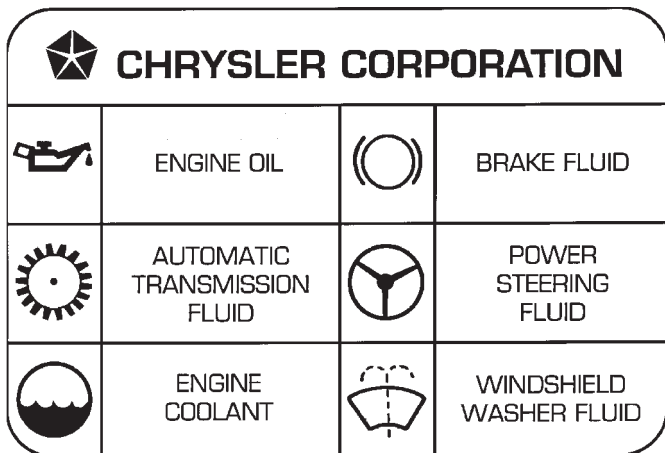 CHRYSLER CORPORATION
ENGINE OIL
BRAKE FLUID
AUTOMATIC
TRANSMISSION
FLUID
POWER
STEERING
FLUID
ENGINE
COOLANT
WINDSHIELD
WASHER FLUID